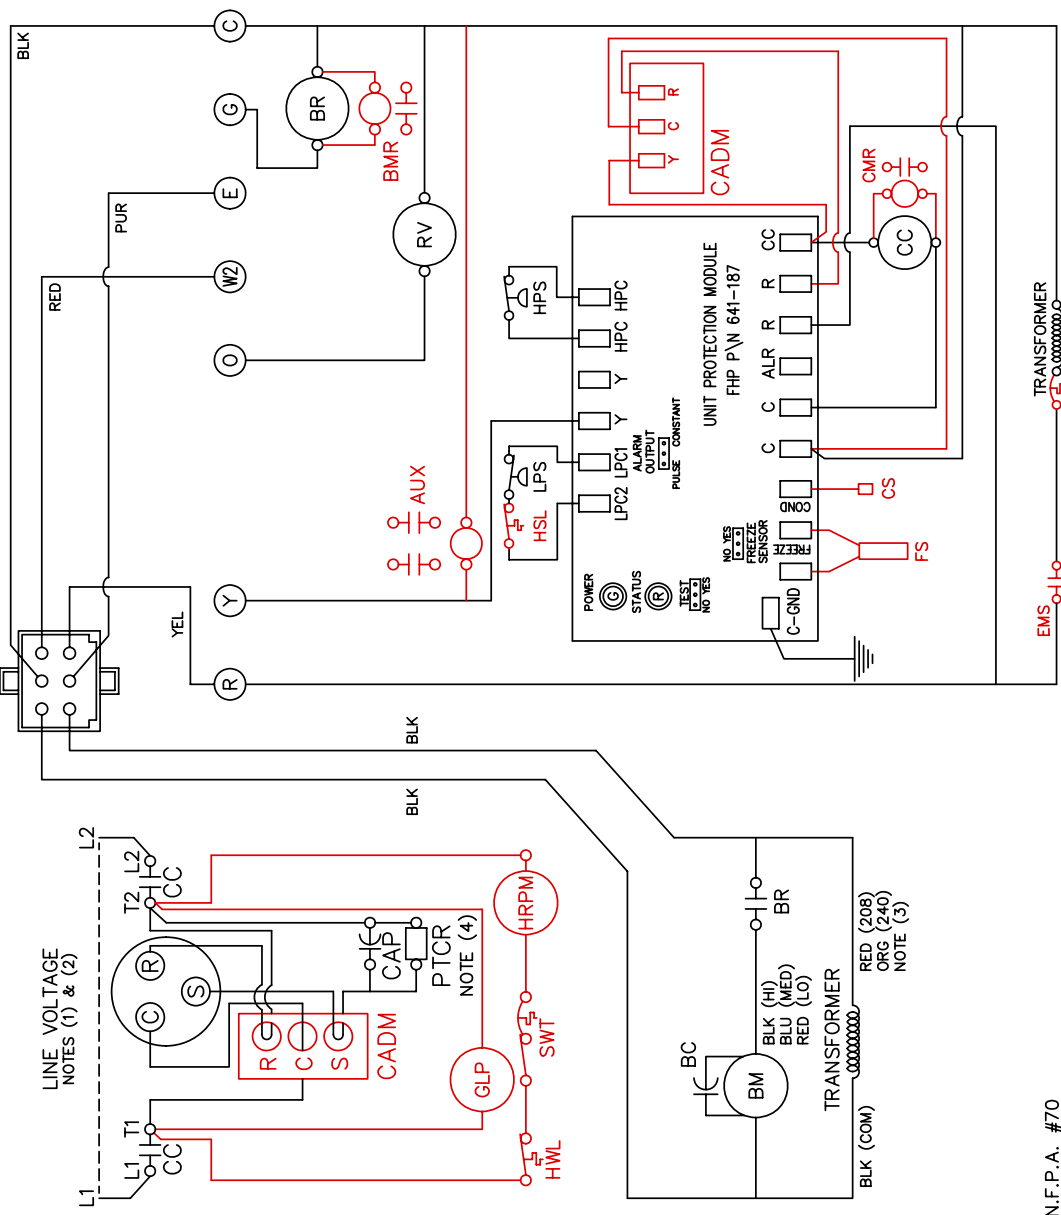 BLK
C
G
E
W2
O
Y
R
PUR
RED
YEL
BR
BMR
RV
AUX
R
C
Y
CADM
CMR
CC
HPS
LPS
HSL
HPC
HPC
Y
Y
LPC1
LPC2
ALARM
OUTPUT
PULSE CONSTANT
UNIT PROTECTION MODULE
FHP P\N 641-187
CC
R
R
ALR
C
C
COND
FREEZE
NO YES
FREEZE
SENSOR
POWER
G
STATUS
R
TEST
NO YES
C-GND
CS
FS
TRANSFORMER
EMS
BLK
BLK
LINE VOLTAGE
NOTES (1) & (2)
L1
L2
L1
CC
T1
T2
L2
CC
C
R
S
R
C
S
CADM
CAP
PTCR
NOTE (4)
GLP
HRPM
SWT
HWL
BC
BM
BLK (HI)
BLU (MED)
RED (LO)
BR
TRANSFORMER
BLK (COM)
RED (208)
ORG (240)
NOTE (3)
N.F.P.A. #70